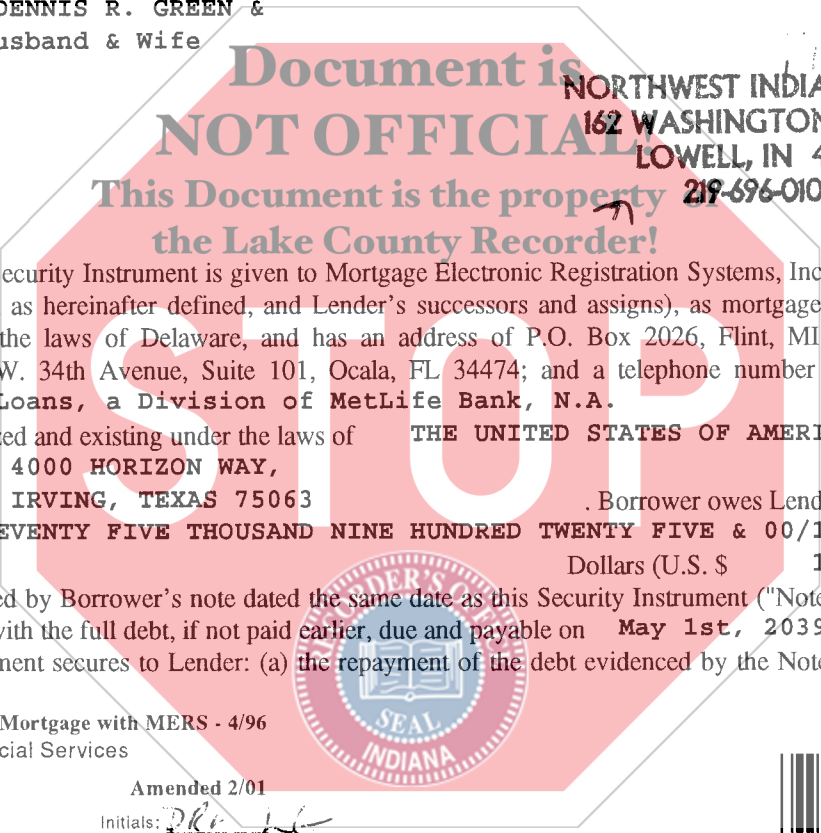 DENNIS R. GREEN &
usband & Wife
Document is
NOT OFFICIAL!
This Document is the property of
the Lake County Recorder!
NORTHWEST INDIA
162 WASHINGTON
LOWELL, IN 4
219-696-010
ecurity Instrument is given to Mortgage Electronic Registration Systems, Inc
as hereinafter defined, and Lender's successors and assigns), as mortgage
the laws of Delaware, and has an address of P.O. Box 2026, Flint, MI
W. 34th Avenue, Suite 101, Ocala, FL 34474; and a telephone number
Loans, a Division of MetLife Bank, N.A.
zed and existing under the laws of THE UNITED STATES OF AMERI
4000 HORIZON WAY,
IRVING, TEXAS 75063 . Borrower owes Lend
EVENTY FIVE THOUSAND NINE HUNDRED TWENTY FIVE & 00/1
Dollars (U.S. $ 1
ed by Borrower's note dated the same date as this Security Instrument ("Note
with the full debt, if not paid earlier, due and payable on May 1st, 2039
ment secures to Lender: (a) the repayment of the debt evidenced by the Note
STOP
RECORDER'S OFFICE
SEAL
INDIANA
Mortgage with MERS - 4/96
cial Services
Amended 2/01
Initials: DRG